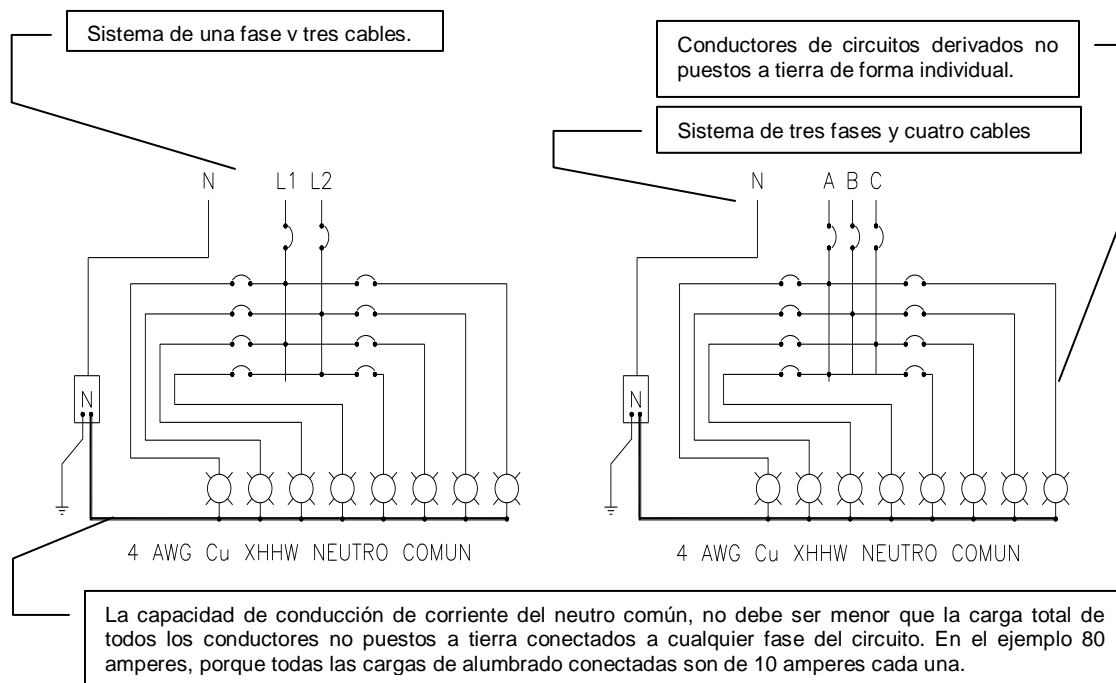 Sistema de una fase v tres cables.
Conductores de circuitos derivados no
puestos a tierra de forma individual.
Sistema de tres fases y cuatro cables
N L1 L2
N A B C
N
N
4 AWG Cu XHHW NEUTRO COMUN
4 AWG Cu XHHW NEUTRO COMUN
La capacidad de conducción de corriente del neutro común, no debe ser menor que la carga total de
todos los conductores no puestos a tierra conectados a cualquier fase del circuito. En el ejemplo 80
amperes, porque todas las cargas de alumbrado conectadas son de 10 amperes cada una.